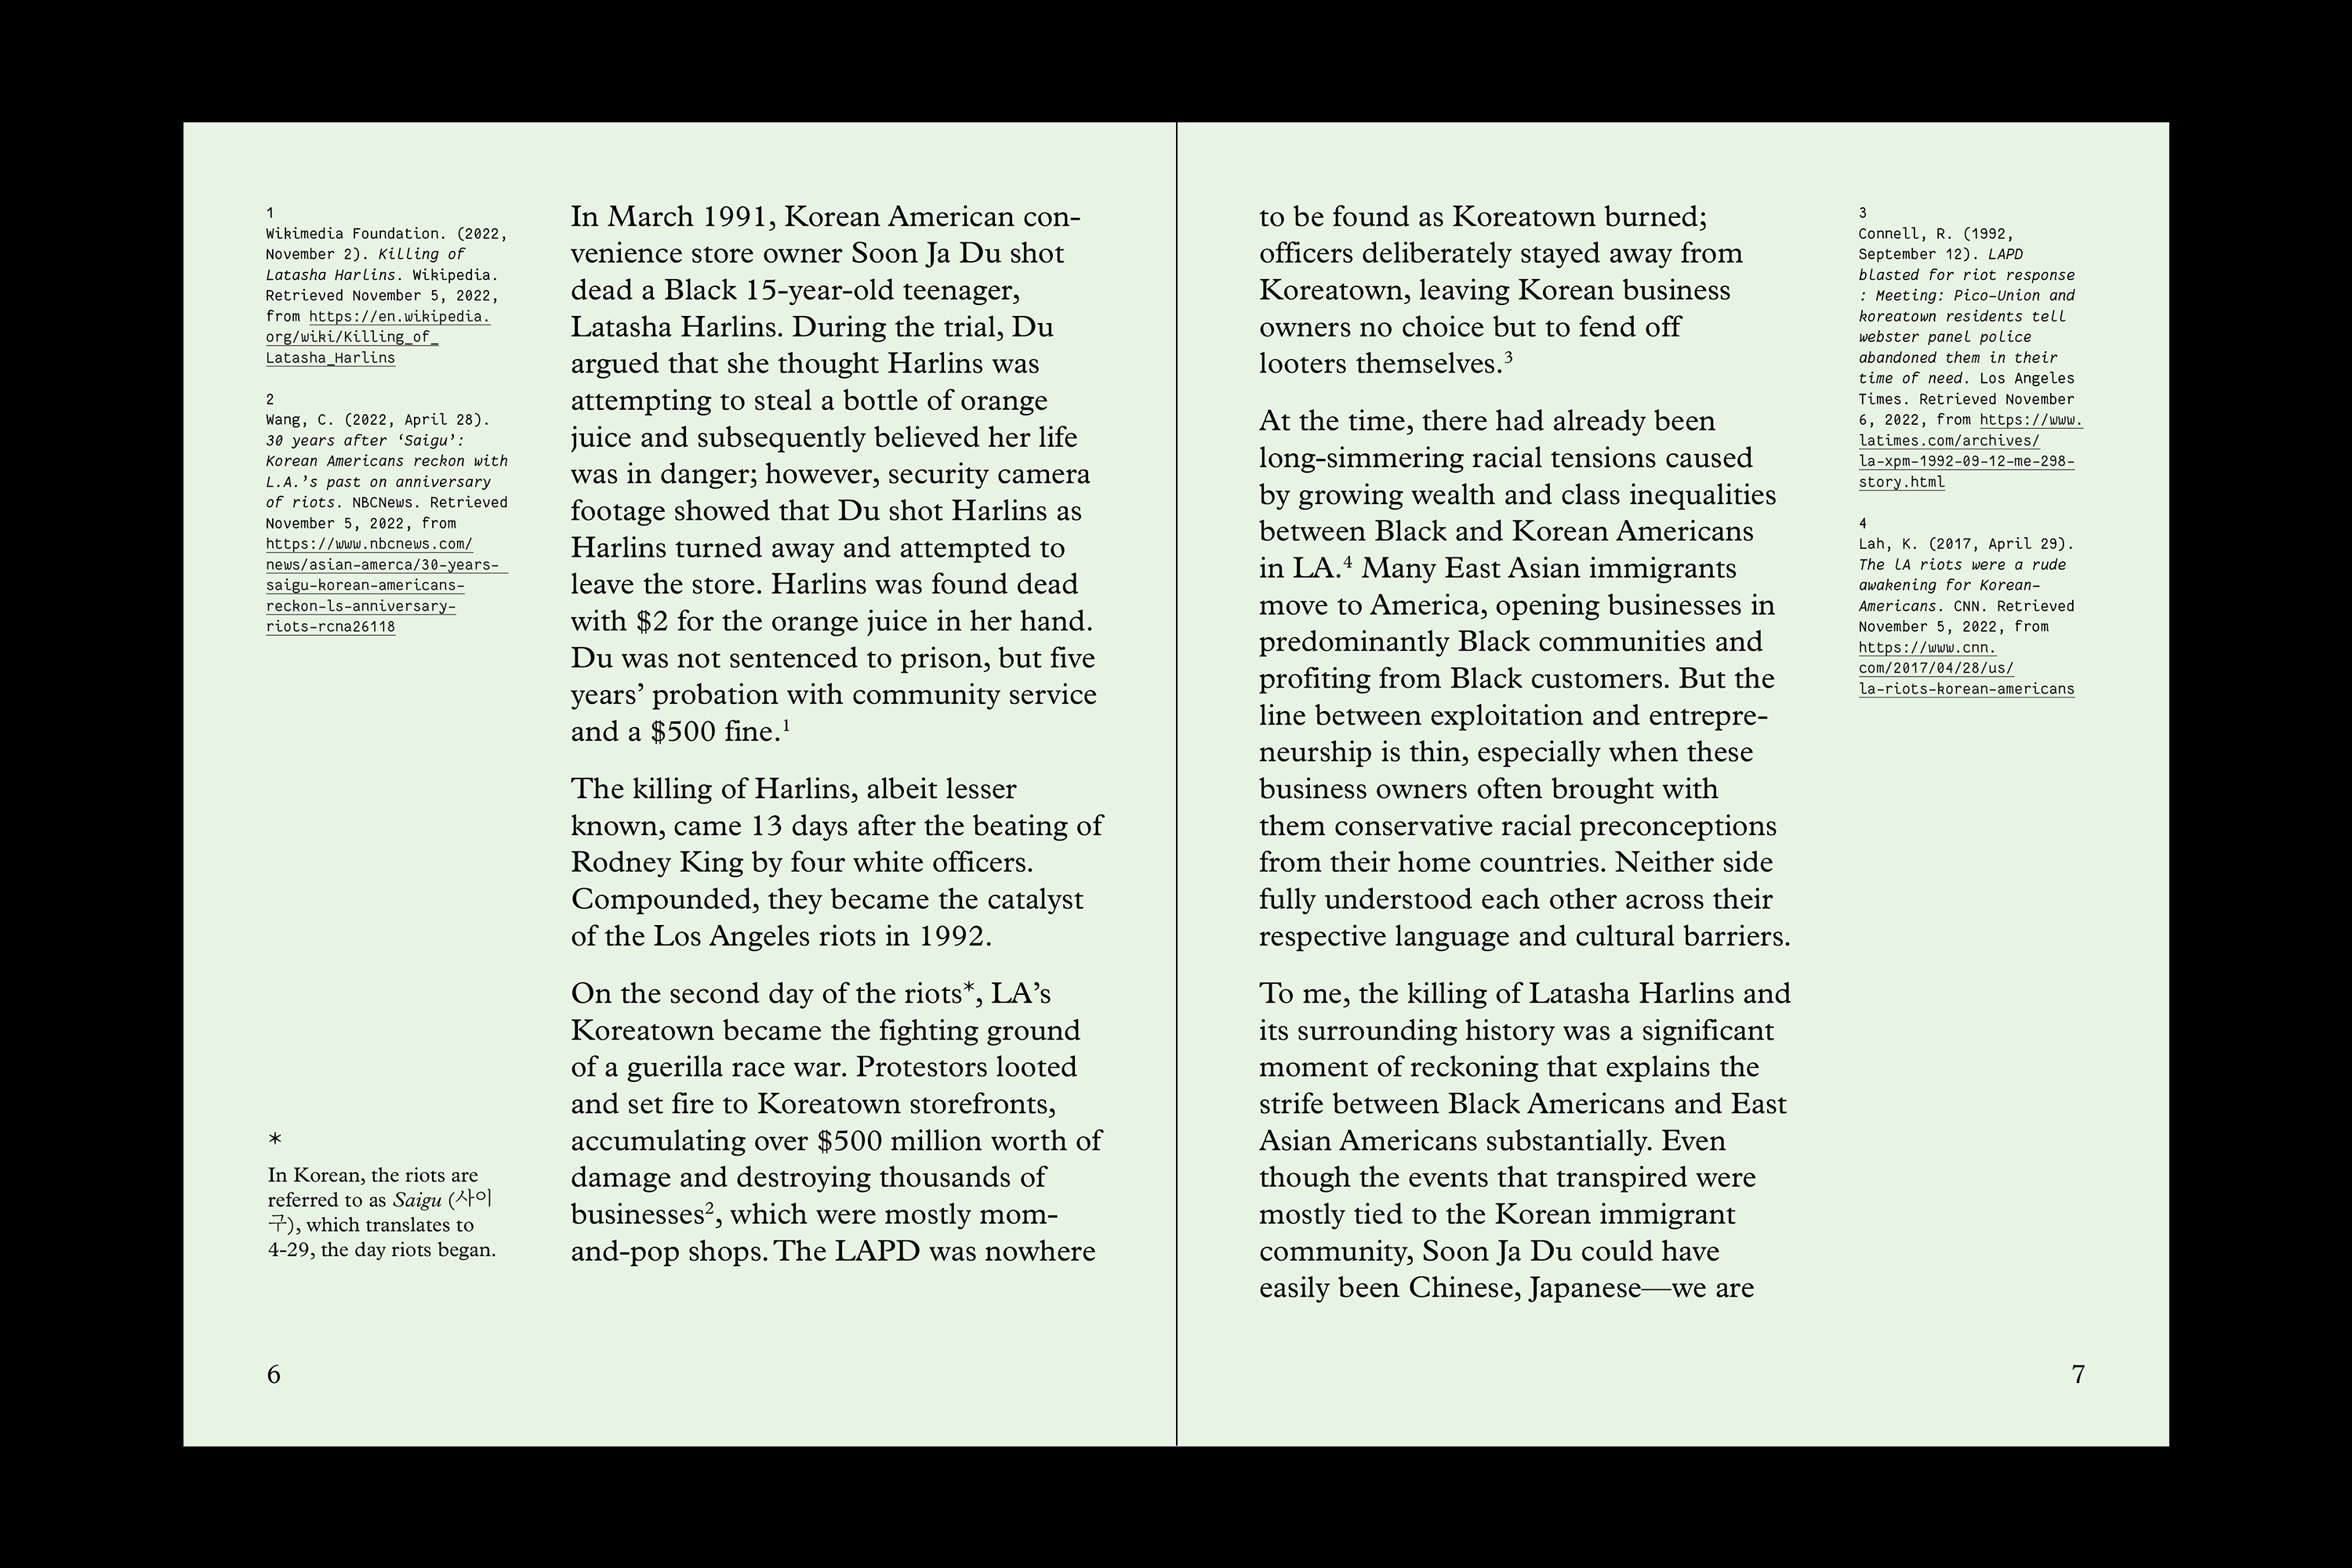 1
Wikimedia Foundation. (2022,
November 2). Killing of
Latasha Harlins. Wikipedia.
Retrieved November 5, 2022,
from https://en.wikipedia.
org/wiki/Killing_of_
Latasha_Harlins
2
Wang, C. (2022, April 28).
30 years after ‘Saigu’:
Korean Americans reckon with
L.A.’s past on anniversary
of riots. NBCNews. Retrieved
November 5, 2022, from
https://www.nbcnews.com/
news/asian-amerca/30-years-
saigu-korean-americans-
reckon-ls-anniversary-
riots-rcna26118
*
In Korean, the riots are
referred to as Saigu (사이
구), which translates to
4-29, the day riots began.
In March 1991, Korean American con-
venience store owner Soon Ja Du shot
dead a Black 15-year-old teenager,
Latasha Harlins. During the trial, Du
argued that she thought Harlins was
attempting to steal a bottle of orange
juice and subsequently believed her life
was in danger; however, security camera
footage showed that Du shot Harlins as
Harlins turned away and attempted to
leave the store. Harlins was found dead
with $2 for the orange juice in her hand.
Du was not sentenced to prison, but five
years’ probation with community service
and a $500 fine.1
The killing of Harlins, albeit lesser
known, came 13 days after the beating of
Rodney King by four white officers.
Compounded, they became the catalyst
of the Los Angeles riots in 1992.
On the second day of the riots*, LA’s
Koreatown became the fighting ground
of a guerilla race war. Protestors looted
and set fire to Koreatown storefronts,
accumulating over $500 million worth of
damage and destroying thousands of
businesses2, which were mostly mom-
and-pop shops. The LAPD was nowhere
6
to be found as Koreatown burned;
officers deliberately stayed away from
Koreatown, leaving Korean business
owners no choice but to fend off
looters themselves.3
At the time, there had already been
long-simmering racial tensions caused
by growing wealth and class inequalities
between Black and Korean Americans
in LA.4 Many East Asian immigrants
move to America, opening businesses in
predominantly Black communities and
profiting from Black customers. But the
line between exploitation and entrepre-
neurship is thin, especially when these
business owners often brought with
them conservative racial preconceptions
from their home countries. Neither side
fully understood each other across their
respective language and cultural barriers.
To me, the killing of Latasha Harlins and
its surrounding history was a significant
moment of reckoning that explains the
strife between Black Americans and East
Asian Americans substantially. Even
though the events that transpired were
mostly tied to the Korean immigrant
community, Soon Ja Du could have
easily been Chinese, Japanese—we are
3
Connell, R. (1992,
September 12). LAPD
blasted for riot response
: Meeting: Pico-Union and
koreatown residents tell
webster panel police
abandoned them in their
time of need. Los Angeles
Times. Retrieved November
6, 2022, from https://www.
latimes.com/archives/
la-xpm-1992-09-12-me-298-
story.html
4
Lah, K. (2017, April 29).
The lA riots were a rude
awakening for Korean-
Americans. CNN. Retrieved
November 5, 2022, from
https://www.cnn.
com/2017/04/28/us/
la-riots-korean-americans
7